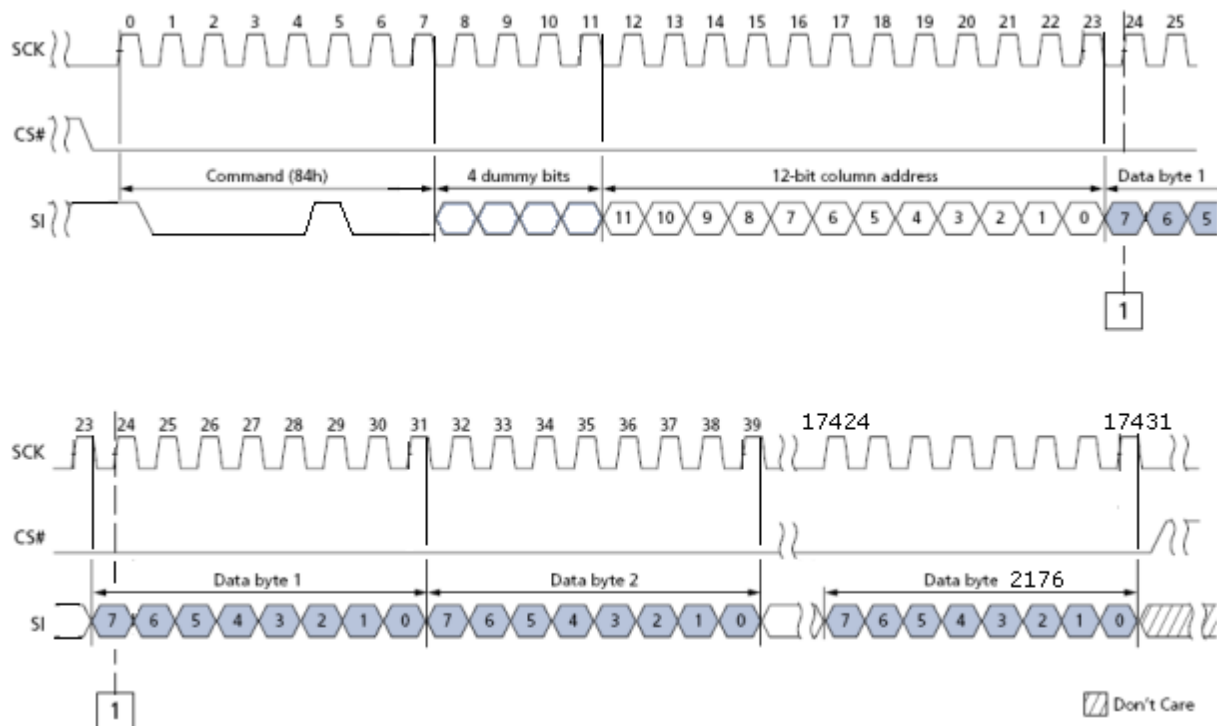 0 1 2 3 4 5 6 7 8 9 10 11 12 13 14 15 16 17 18 19 20 21 22 23 24 25
SCK
CS#
Command (84h) 4 dummy bits 12-bit column address Data byte 1
SI 11 10 9 8 7 6 5 4 3 2 1 0 7 6 5
1
23 24 25 26 27 28 29 30 31 32 33 34 35 36 37 38 39 17424 17431
SCK
CS#
Data byte 1 Data byte 2 Data byte 2176
SI 7 6 5 4 3 2 1 0 7 6 5 4 3 2 1 0 7 6 5 4 3 2 1 0
1
Don't Care